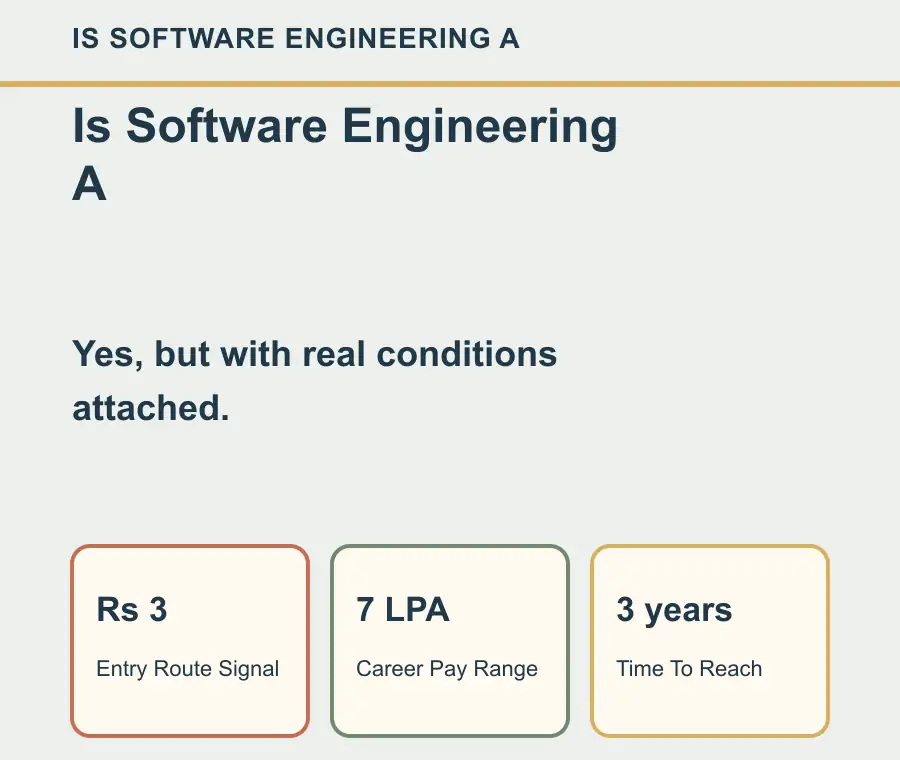 IS SOFTWARE ENGINEERING A
Is Software Engineering
A
Yes, but with real conditions
attached.
Rs 3
Entry Route Signal
7 LPA
Career Pay Range
3 years
Time To Reach